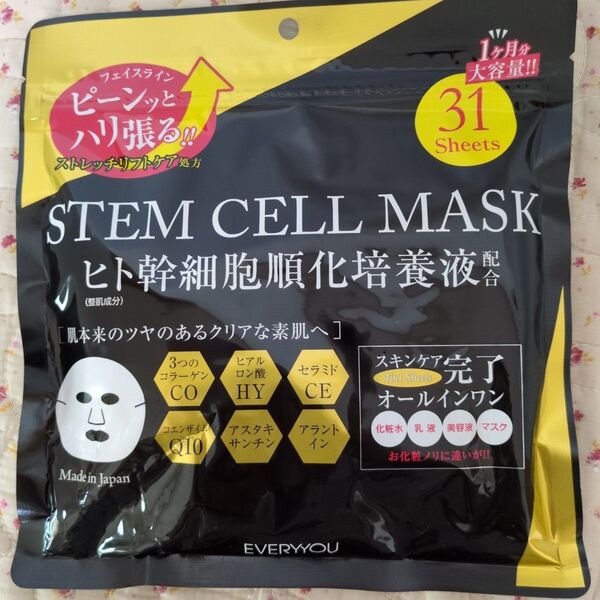 フェイスライン
ピーンッと
ハリ張る!!
ストレッチリフトケア処方
1ヶ月分
大容量!!
31
Sheets
STEM CELL MASK
ヒト幹細胞順化培養液配合
(整肌成分)
[肌本来のツヤのあるクリアな素肌へ]
3つの
コラーゲン
CO
ヒアル
ロン酸
HY
セラミド
CE
コエンザイム
Q10
アスタキ
サンチン
アラント
イン
Made in Japan
スキンケア
4in1 Sheets
完了
オールインワン
化粧水 乳液 美容液 マスク
お化粧ノリに違いが!!
EVERYYOU